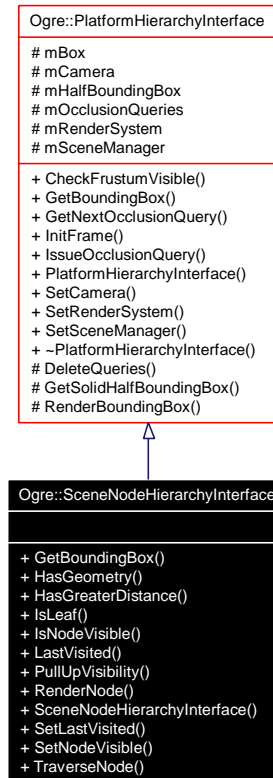 Ogre::PlatformHierarchyInterface
# mBox
# mCamera
# mHalfBoundingBox
# mOcclusionQueries
# mRenderSystem
# mSceneManager
+ CheckFrustumVisible()
+ GetBoundingBox()
+ GetNextOcclusionQuery()
+ InitFrame()
+ IssueOcclusionQuery()
+ PlatformHierarchyInterface()
+ SetCamera()
+ SetRenderSystem()
+ SetSceneManager()
+ ~PlatformHierarchyInterface()
# DeleteQueries()
# GetSolidHalfBoundingBox()
# RenderBoundingBox()
Ogre::SceneNodeHierarchyInterface
+ GetBoundingBox()
+ HasGeometry()
+ HasGreaterDistance()
+ IsLeaf()
+ IsNodeVisible()
+ LastVisited()
+ PullUpVisibility()
+ RenderNode()
+ SceneNodeHierarchyInterface()
+ SetLastVisited()
+ SetNodeVisible()
+ TraverseNode()